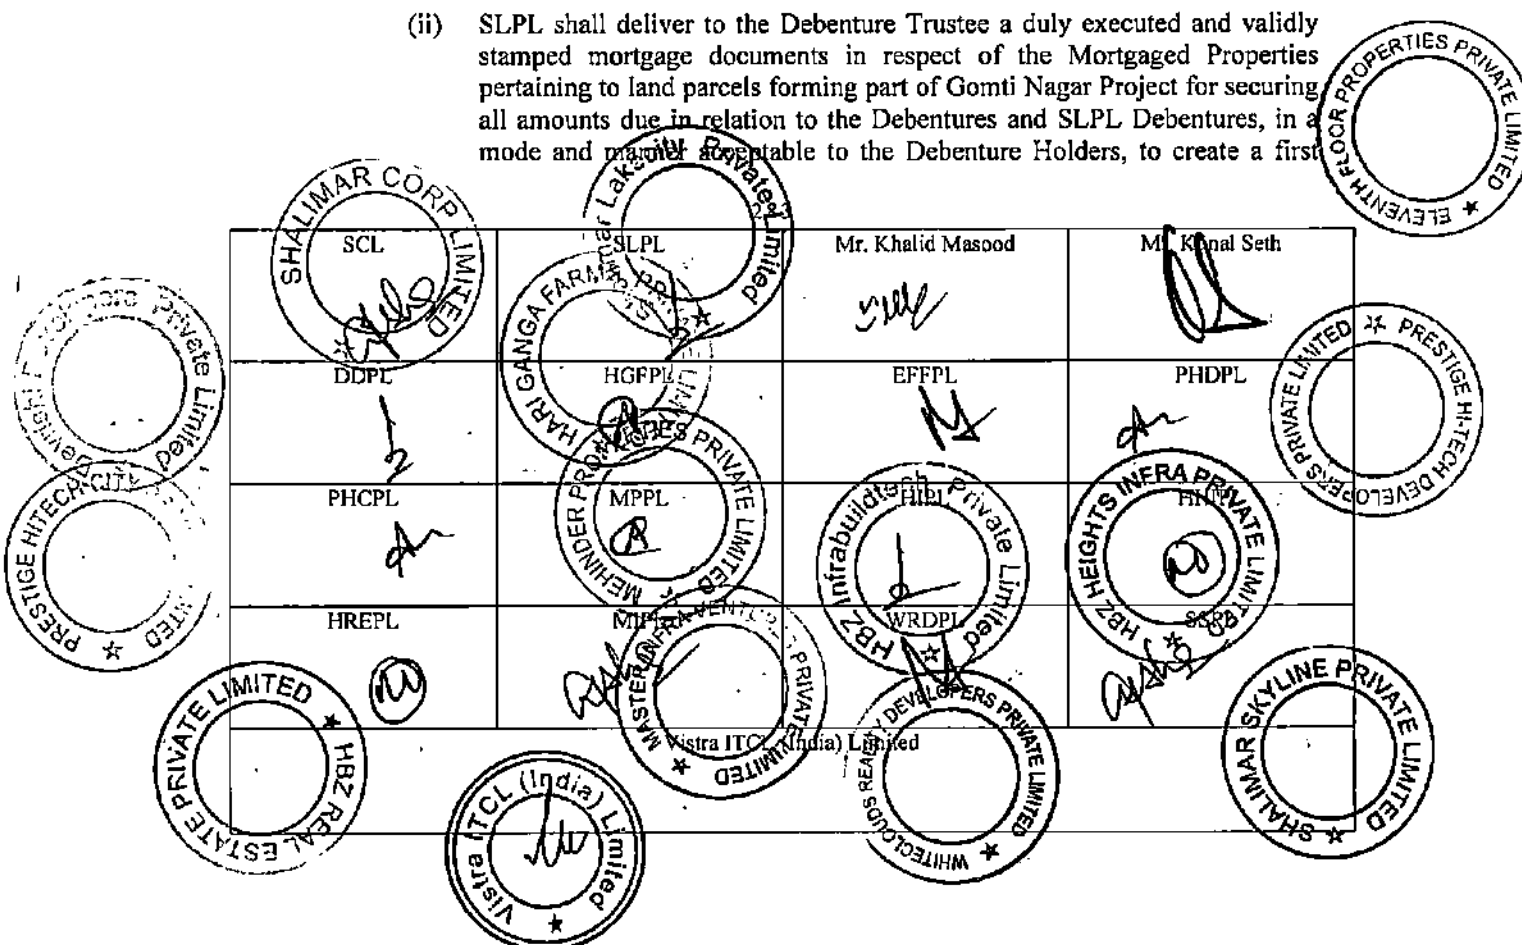 (ii) SLPL shall deliver to the Debenture Trustee a duly executed and validly
stamped mortgage documents in respect of the Mortgaged Properties
pertaining to land parcels forming part of Gomti Nagar Project for securing
all amounts due in relation to the Debentures and SLPL Debentures, in a
mode and manner acceptable to the Debenture Holders, to create a first
ELEVENTH FLOOR PROPERTIES PRIVATE LIMITED
SHALIMAR CORP LIMITED
Private Limited
SCL SLPL Mr. Khalid Masood Seth
HARI GANGA FARMS LIMITED
Private Limited
DDPL HGFPL EFFPL PHDPL
PRESTIGE HI-TECH DEVELOPERS PRIVATE LIMITED
PRESTIGE HITECH CITY LIMITED
PHCPL MPPL HIPL
MEHINDER PRIVATE LIMITED
HBZ Infrabuildtech Private Limited
HBZ HEIGHTS INFRA PRIVATE LIMITED
HREPL WRDPL
MASTER INFRA VENTURES PRIVATE LIMITED
HBZ REAL ESTATE PRIVATE LIMITED
Vistra ITCL (India) Limited
WHITECLOUDS REALITY DEVELOPERS PRIVATE LIMITED
SHALIMAR SKYLINE PRIVATE LIMITED
Vistra ITCL (India) Limited